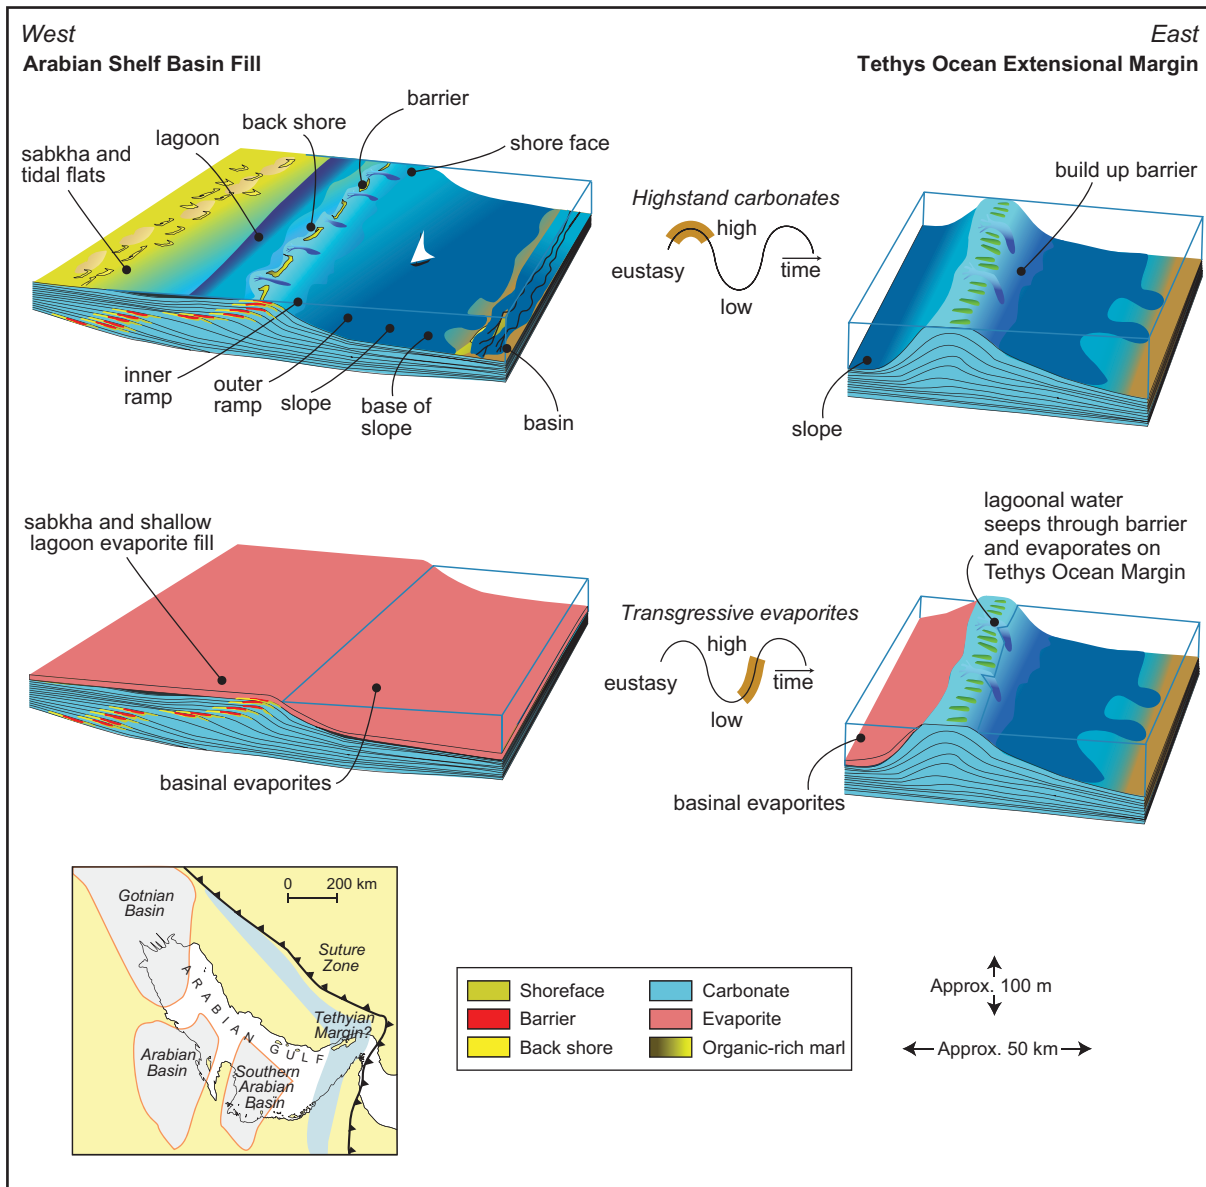 West
East
Arabian Shelf Basin Fill
Tethys Ocean Extensional Margin
barrier
back shore
lagoon
shore face
sabkha and
tidal flats
build up barrier
Highstand carbonates
high
eustasy
time
low
inner
ramp
outer
ramp
slope
base of
slope
basin
slope
lagoonal water
seeps through barrier
and evaporates on
Tethys Ocean Margin
sabkha and shallow
lagoon evaporite fill
Transgressive evaporites
high
eustasy
time
low
basinal evaporites
basinal evaporites
0 200 km
Gotnian
Basin
Suture
Zone
ARABIAN GULF
Tethyian
Margin?
Arabian
Basin
Southern
Arabian
Basin
Shoreface
Carbonate
Barrier
Evaporite
Back shore
Organic-rich marl
Approx. 100 m
Approx. 50 km